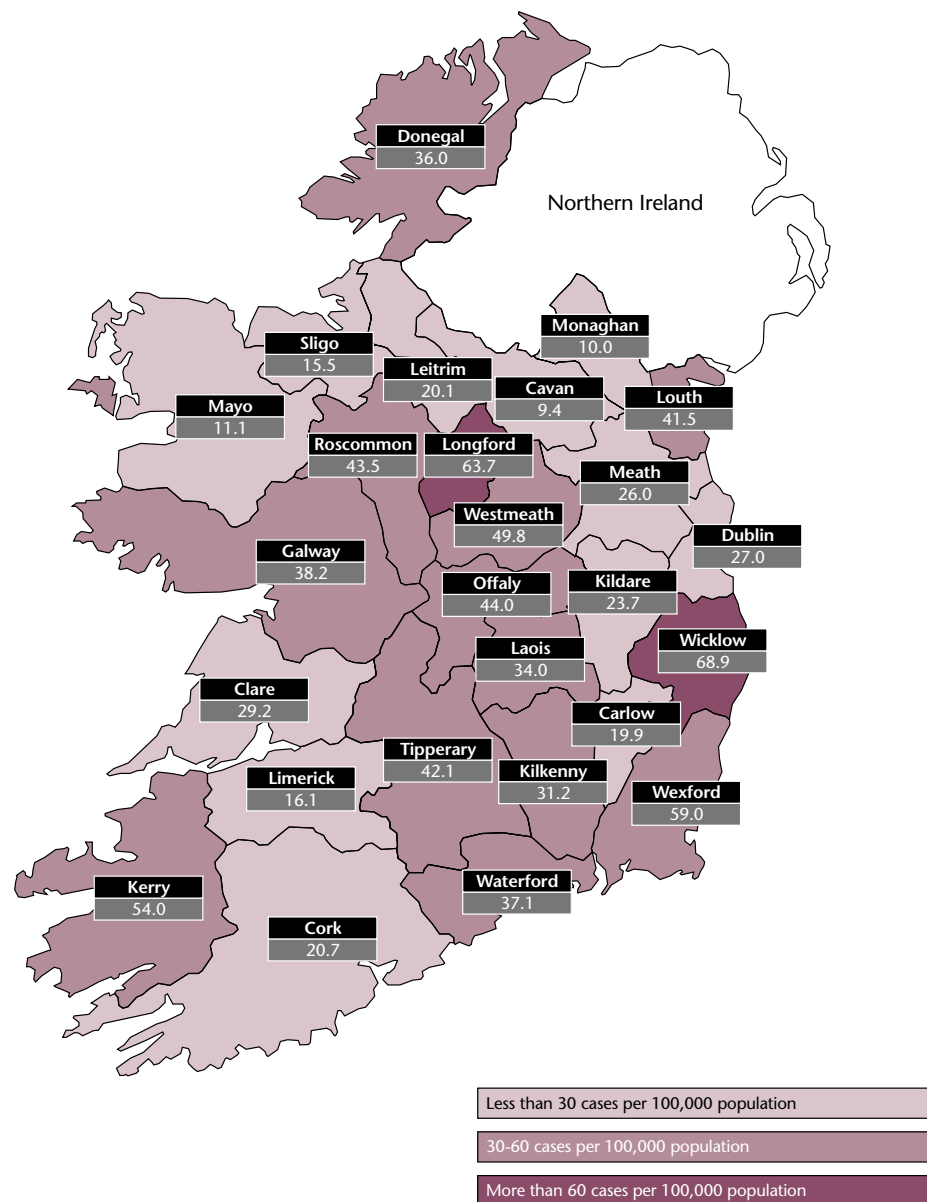 Donegal
36.0
Northern Ireland
Monaghan
10.0
Sligo
15.5
Leitrim
20.1
Cavan
9.4
Louth
41.5
Mayo
11.1
Roscommon
43.5
Longford
63.7
Meath
26.0
Westmeath
49.8
Dublin
27.0
Galway
38.2
Offaly
44.0
Kildare
23.7
Laois
34.0
Wicklow
68.9
Clare
29.2
Carlow
19.9
Tipperary
42.1
Limerick
16.1
Kilkenny
31.2
Wexford
59.0
Kerry
54.0
Waterford
37.1
Cork
20.7
Less than 30 cases per 100,000 population
30-60 cases per 100,000 population
More than 60 cases per 100,000 population